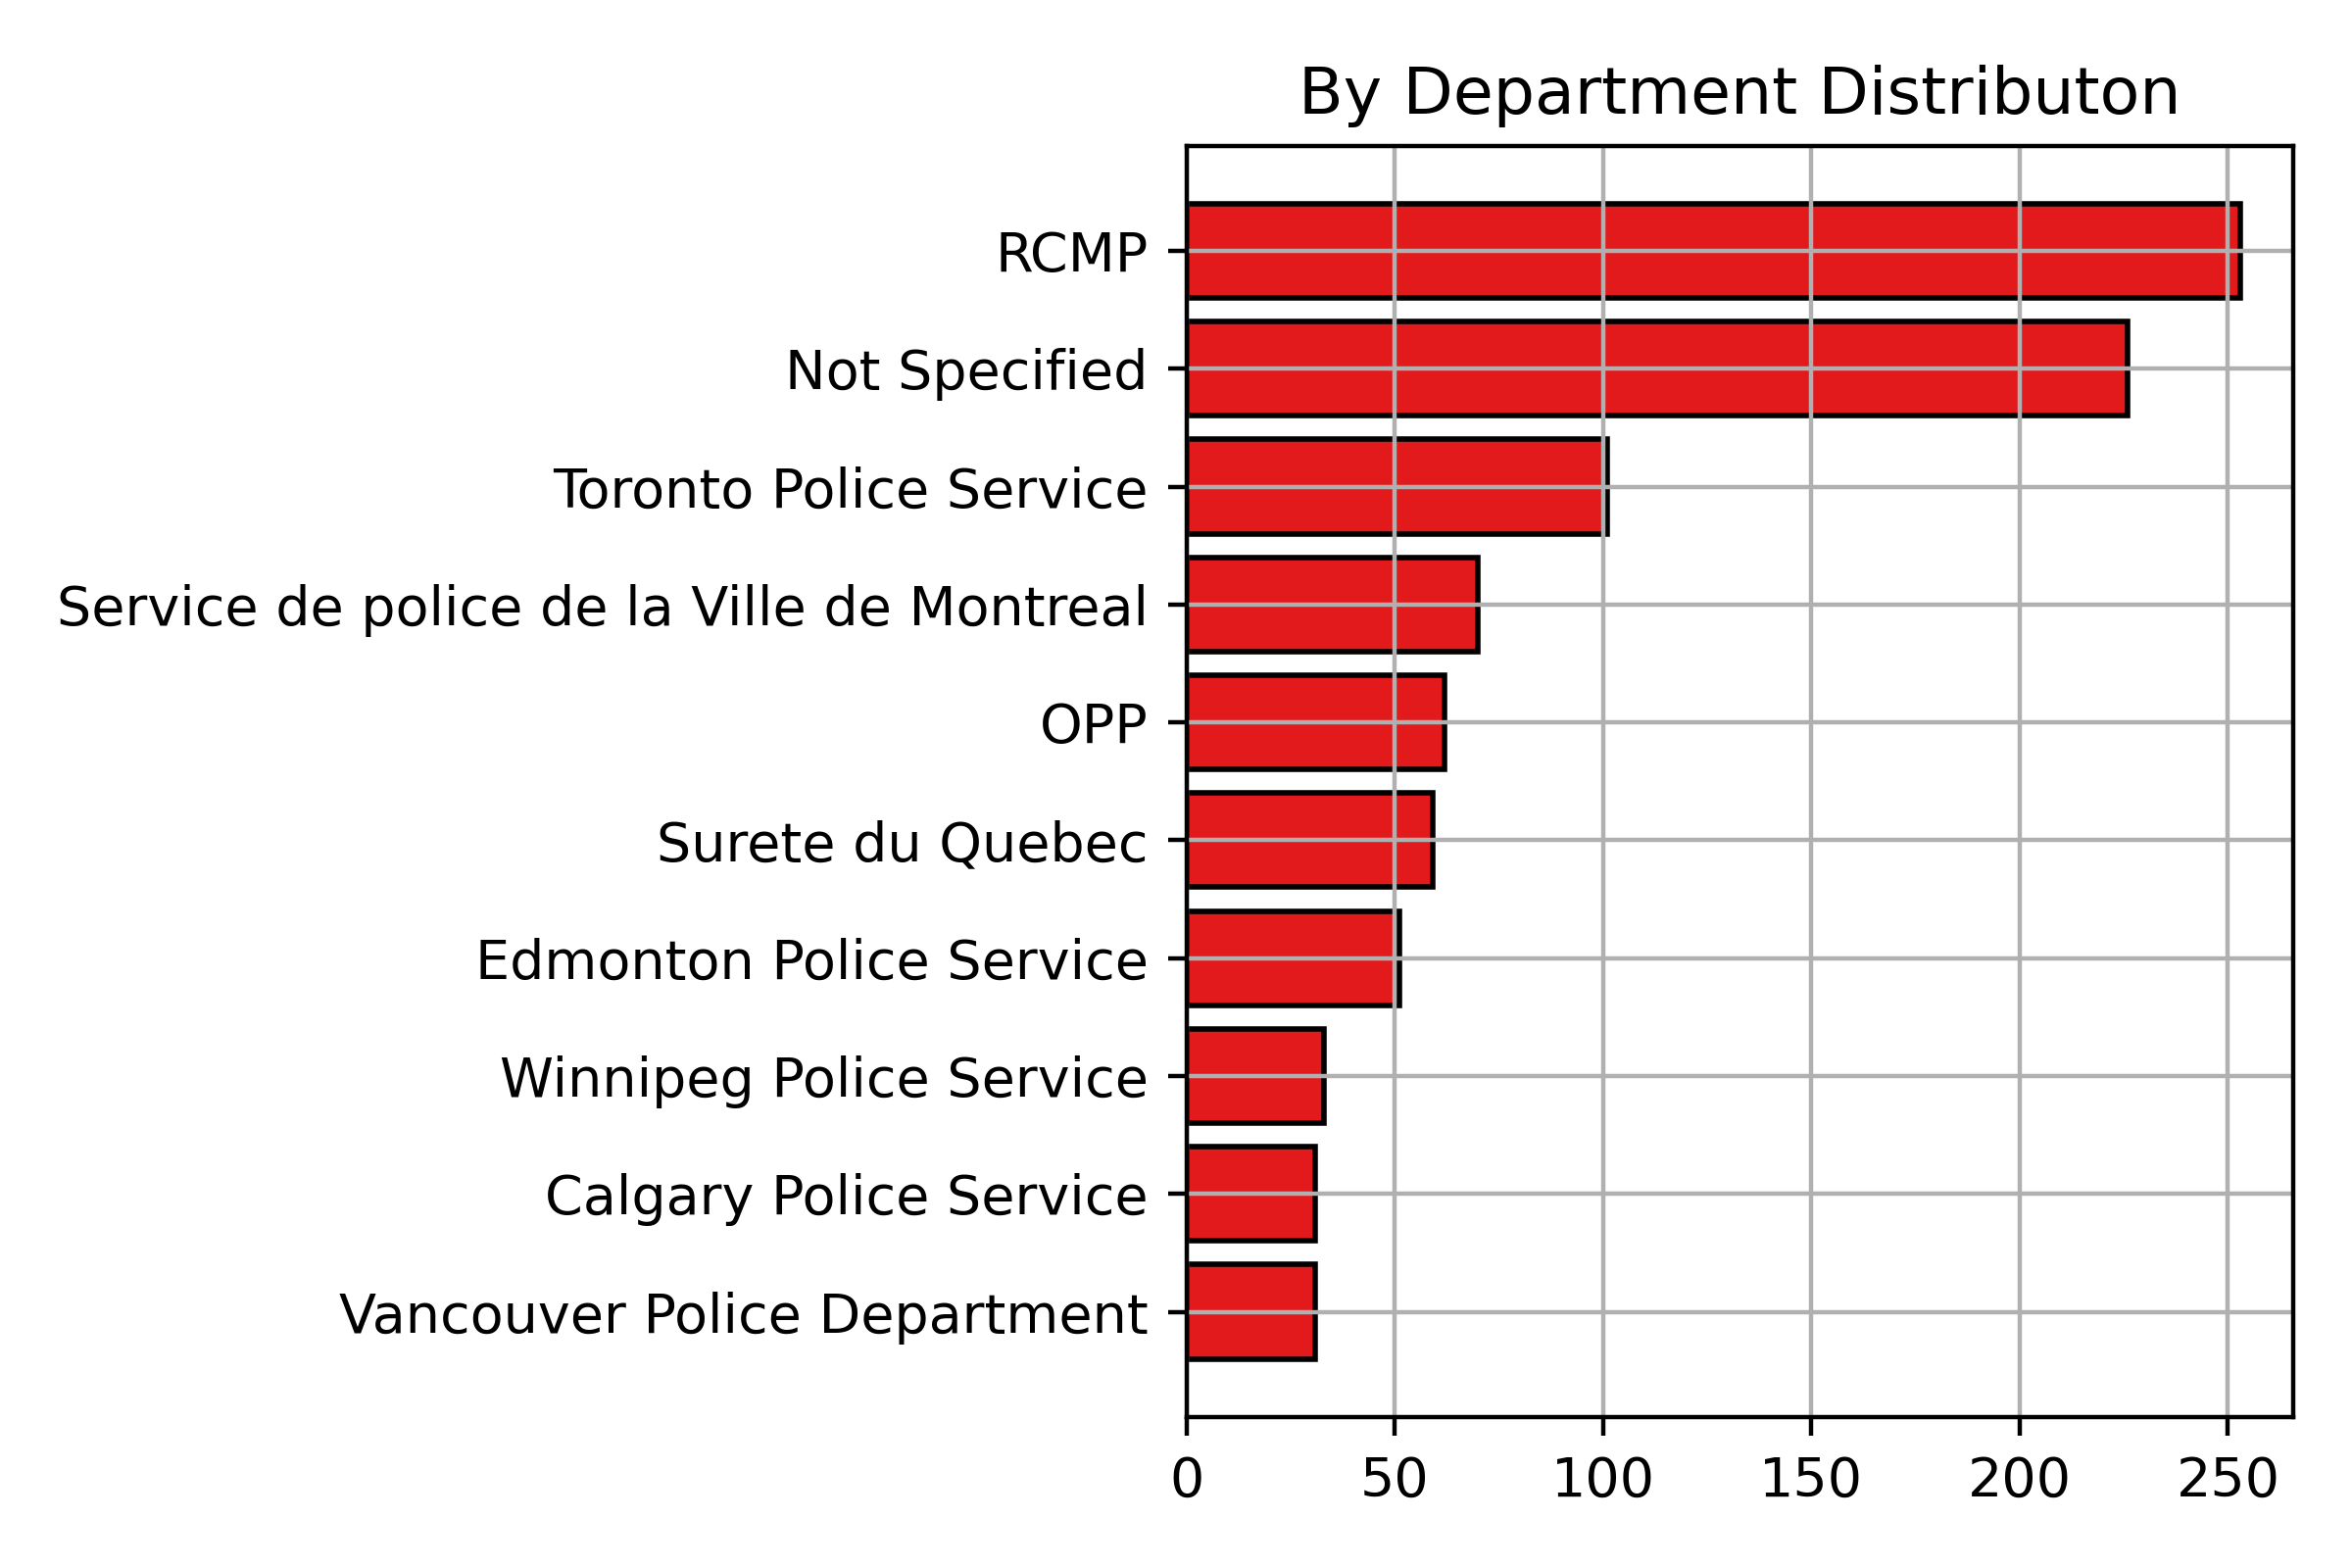 By Department Distributon
RCMP
Not Specified
Toronto Police Service
Service de police de la Ville de Montreal
OPP
Surete du Quebec
Edmonton Police Service
Winnipeg Police Service
Calgary Police Service
Vancouver Police Department
0 50 100 150 200 250